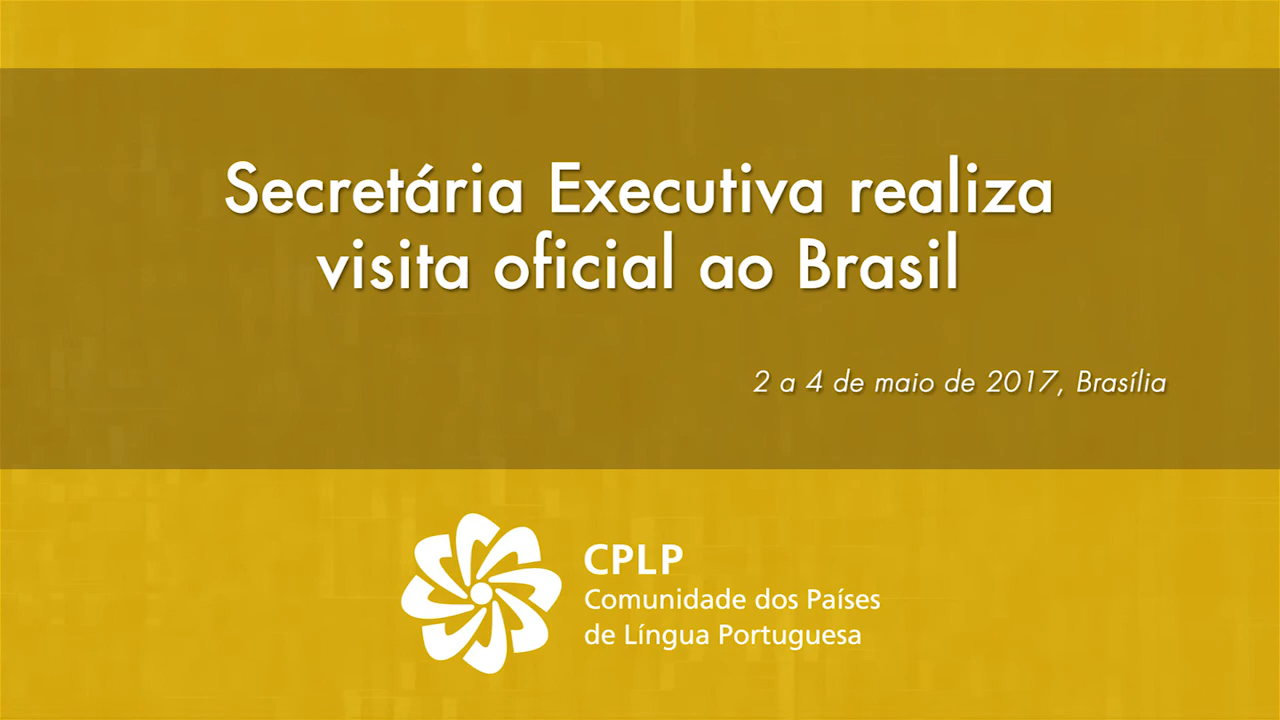 Secretária Executiva realiza
visita oficial ao Brasil
2 a 4 de maio de 2017, Brasília
CPLP
Comunidade dos Países
de Língua Portuguesa